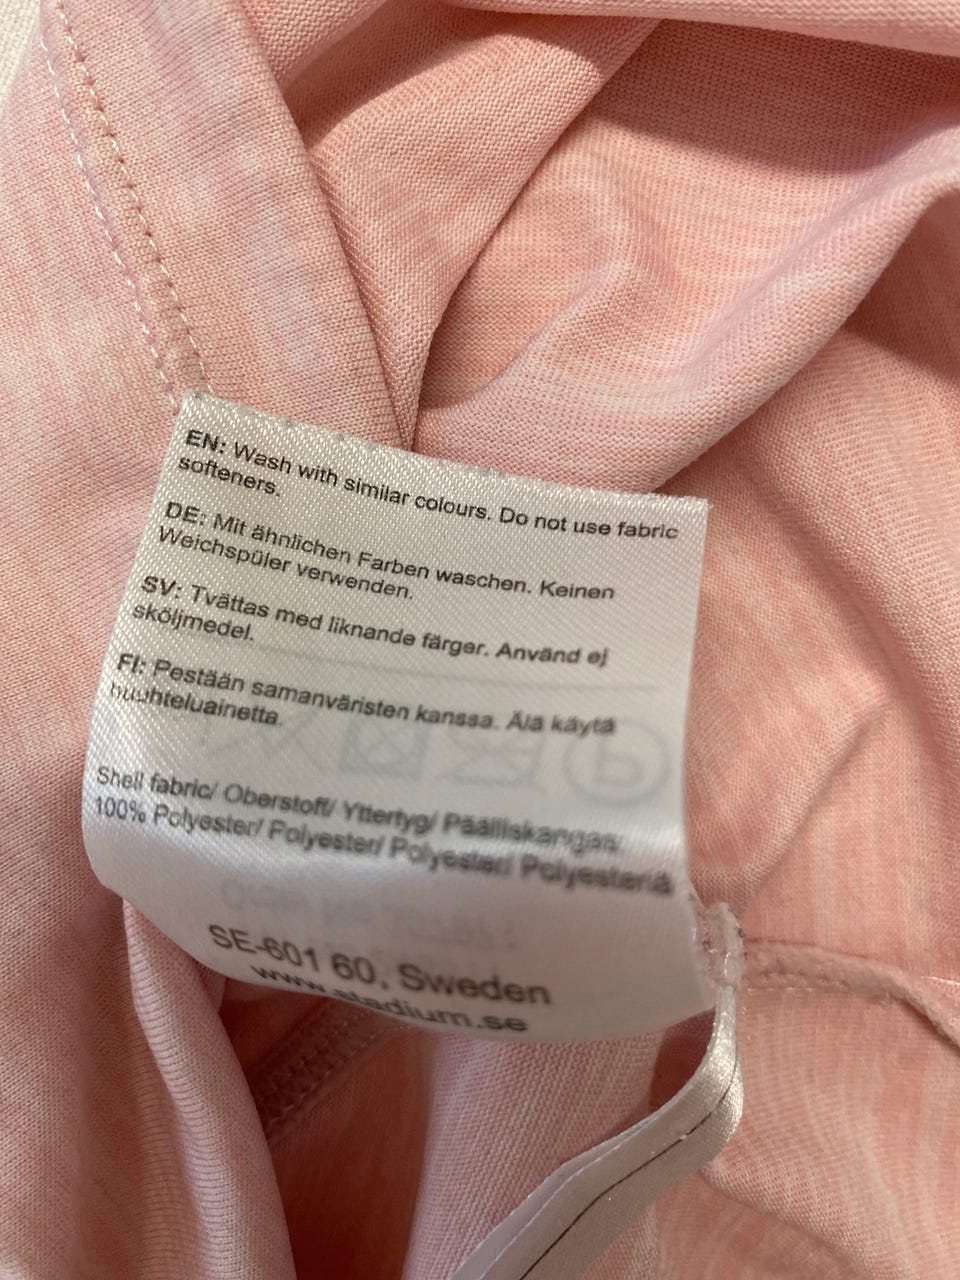 EN: Wash with similar colours. Do not use fabric
softeners.
DE: Mit ähnlichen Farben waschen. Keinen
Weichspüler verwenden.
SV: Tvättas med liknande färger. Använd ej
sköljmedel.
FI: Pestään samanväristen kanssa. Älä käytä
huuhteluainetta.
Shell fabric/ Oberstoff/ Yttertyg/ Päälliskangas:
100% Polyester/ Polyester/ Polyester/ Polyesteriä
SE-601 60, Sweden
www.stadium.se